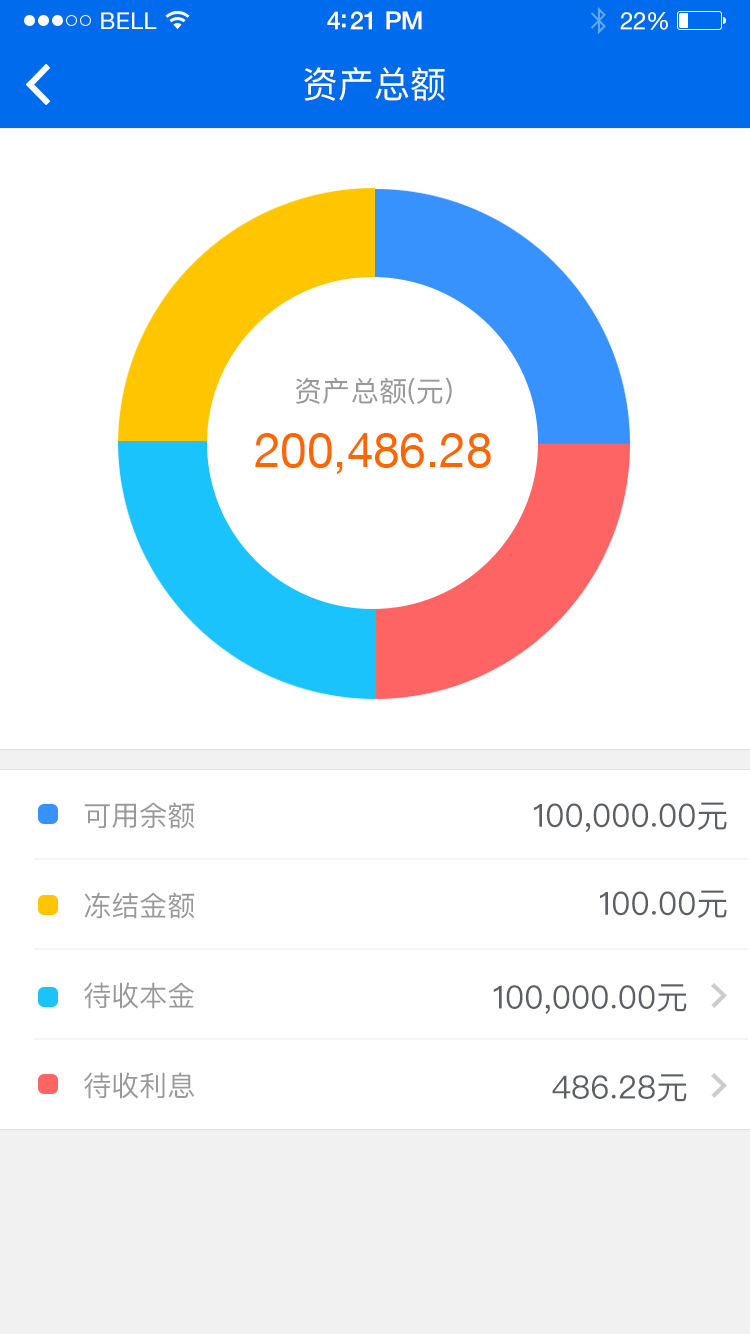 BELL 4:21 PM 22%
资产总额
资产总额(元)
200,486.28
可用余额 100,000.00元
冻结金额 100.00元
待收本金 100,000.00元
待收利息 486.28元